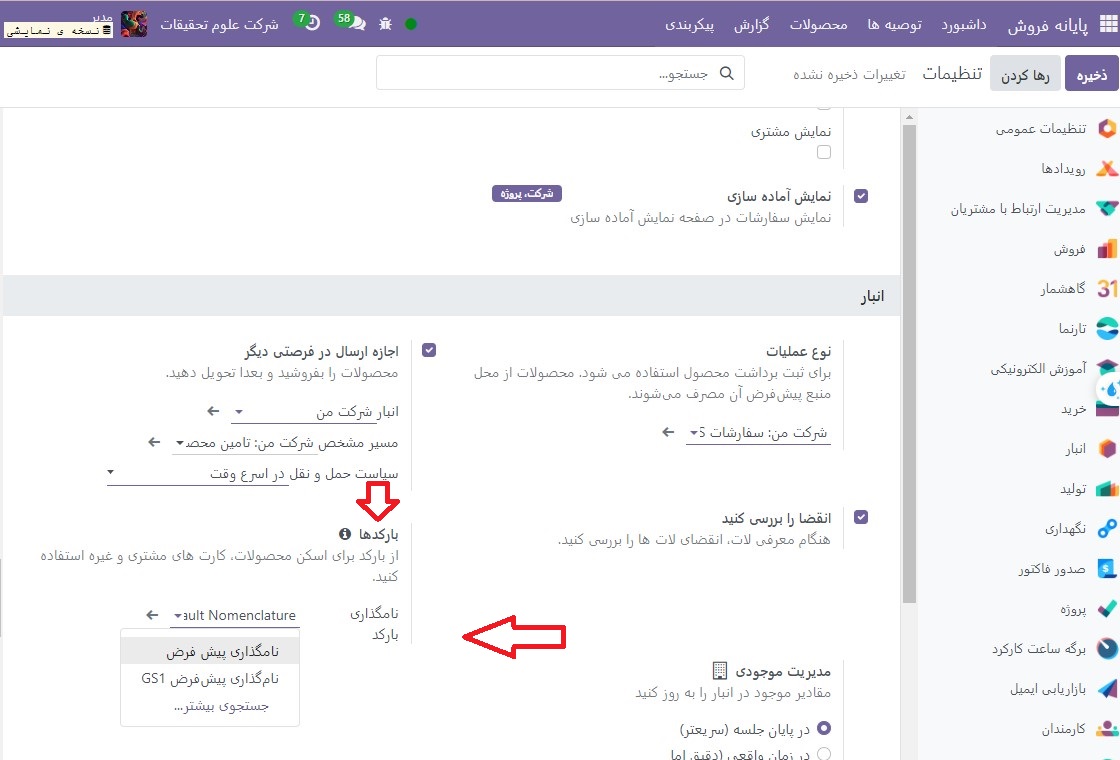 پایانه فروش
داشبورد
توصیه ها
محصولات
گزارش
پیکربندی
58
7
شرکت علوم تحقیقات
مدیر
نسخه ی نمایشی
ذخیره
رها کردن
تنظیمات
تغییرات ذخیره نشده
جستجو...
تنظیمات عمومی
رویدادها
مدیریت ارتباط با مشتریان
فروش
31
گاهشمار
تارنما
آموزش الکترونیکی
خرید
انبار
تولید
نگهداری
صدور فاکتور
پروژه
برگه ساعت کارکرد
بازاریابی ایمیل
کارمندان
نمایش مشتری
نمایش آماده سازی
شرکت، پروژه
نمایش سفارشات در صفحه نمایش آماده سازی
انبار
نوع عملیات
برای ثبت برداشت محصول استفاده می شود. محصولات از محل
منبع پیش‌فرض آن مصرف می‌شوند.
شرکت من: سفارشات
اجازه ارسال در فرصتی دیگر
محصولات را بفروشید و بعدا تحویل دهید.
انبار شرکت من
مسیر مشخص شرکت من: تامین محصـ
سیاست حمل و نقل در اسرع وقت
انقضا را بررسی کنید
هنگام معرفی لات، انقضای لات ها را بررسی کنید.
بارکدها
از بارکد برای اسکن محصولات، کارت های مشتری و غیره استفاده
کنید.
نامگذاری
بارکد
ault Nomenclature
نامگذاری پیش فرض
نام‌گذاری پیش‌فرض GS1
جستجوی بیشتر...
مدیریت موجودی
مقادیر موجود در انبار را به روز کنید
در پایان جلسه (سریعتر)
در زمان واقعی (دقیق اما